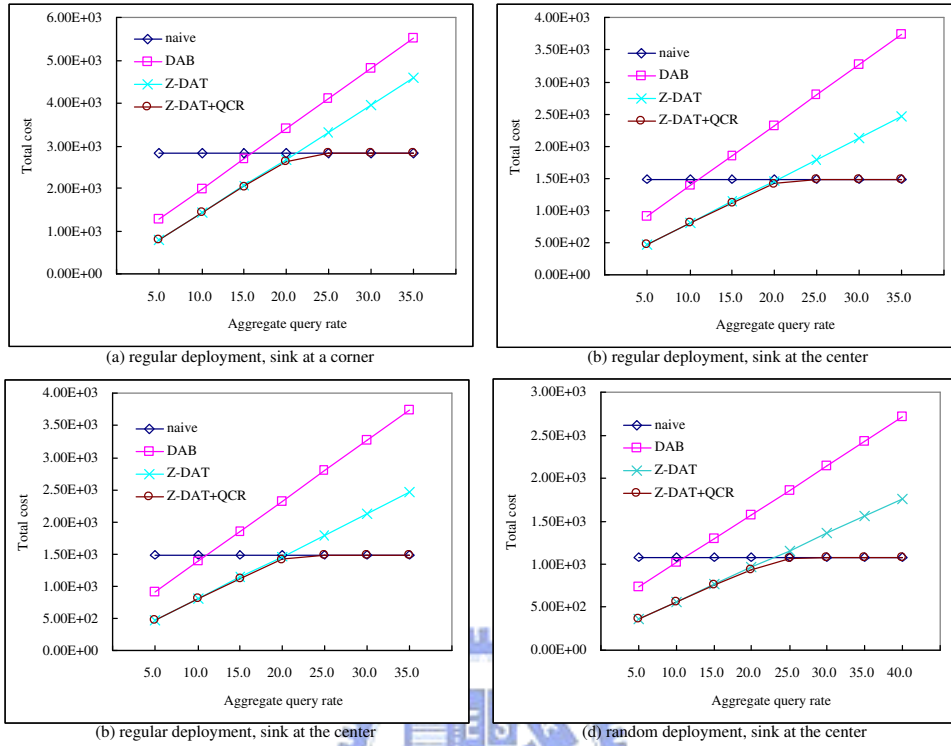 6.00E+03
5.00E+03
4.00E+03
3.00E+03
2.00E+03
1.00E+03
0.00E+00
Total cost
naive
DAB
Z-DAT
Z-DAT+QCR
5.0 10.0 15.0 20.0 25.0 30.0 35.0
Aggregate query rate
(a) regular deployment, sink at a corner
4.00E+03
3.50E+03
3.00E+03
2.50E+03
2.00E+03
1.50E+03
1.00E+03
5.00E+02
0.00E+00
Total cost
naive
DAB
Z-DAT
Z-DAT+QCR
5.0 10.0 15.0 20.0 25.0 30.0 35.0
Aggregate query rate
(b) regular deployment, sink at the center
4.00E+03
3.50E+03
3.00E+03
2.50E+03
2.00E+03
1.50E+03
1.00E+03
5.00E+02
0.00E+00
Total cost
naive
DAB
Z-DAT
Z-DAT+QCR
5.0 10.0 15.0 20.0 25.0 30.0 35.0
Aggregate query rate
(b) regular deployment, sink at the center
3.00E+03
2.50E+03
2.00E+03
1.50E+03
1.00E+03
5.00E+02
0.00E+00
Total cost
naive
DAB
Z-DAT
Z-DAT+QCR
5.0 10.0 15.0 20.0 25.0 30.0 35.0 40.0
Aggregate query rate
(d) random deployment, sink at the center